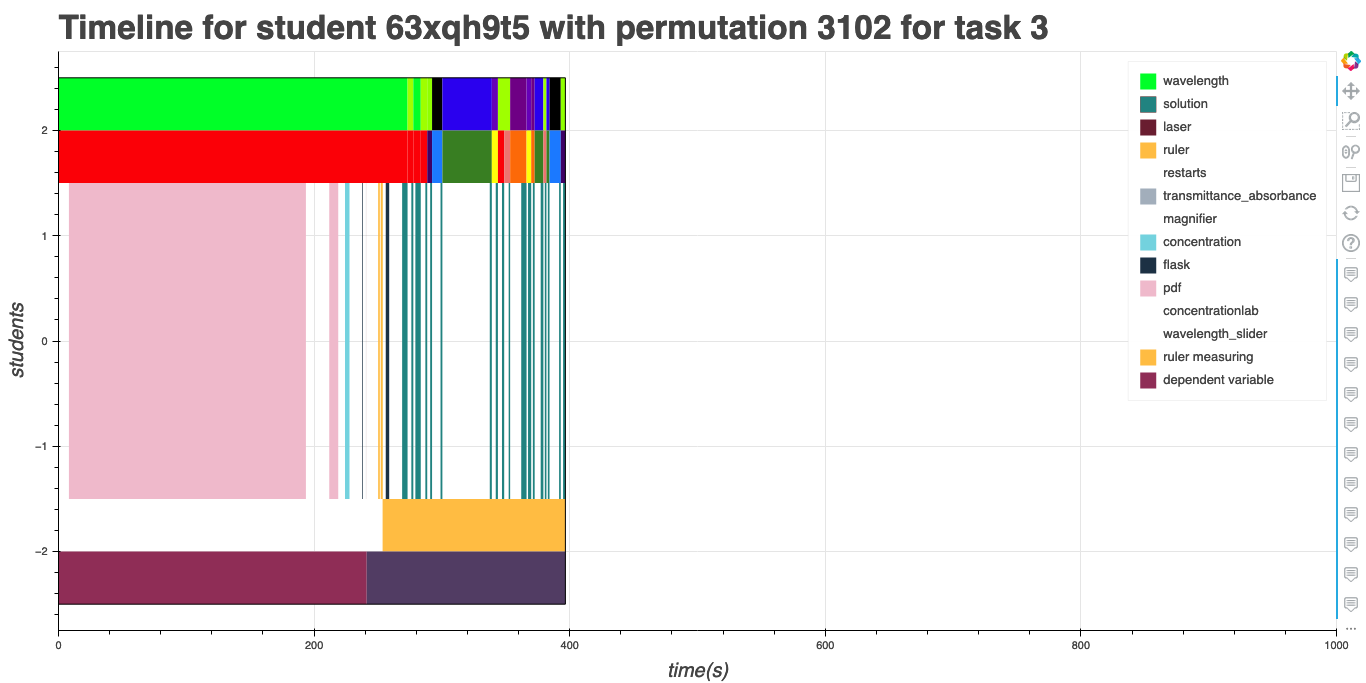 Timeline for student 63xqh9t5 with permutation 3102 for task 3
students
2
1
0
−1
−2
0
200
400
600
800
1000
time(s)
wavelength
solution
laser
ruler
restarts
transmittance_absorbance
magnifier
concentration
flask
pdf
concentrationlab
wavelength_slider
ruler measuring
dependent variable